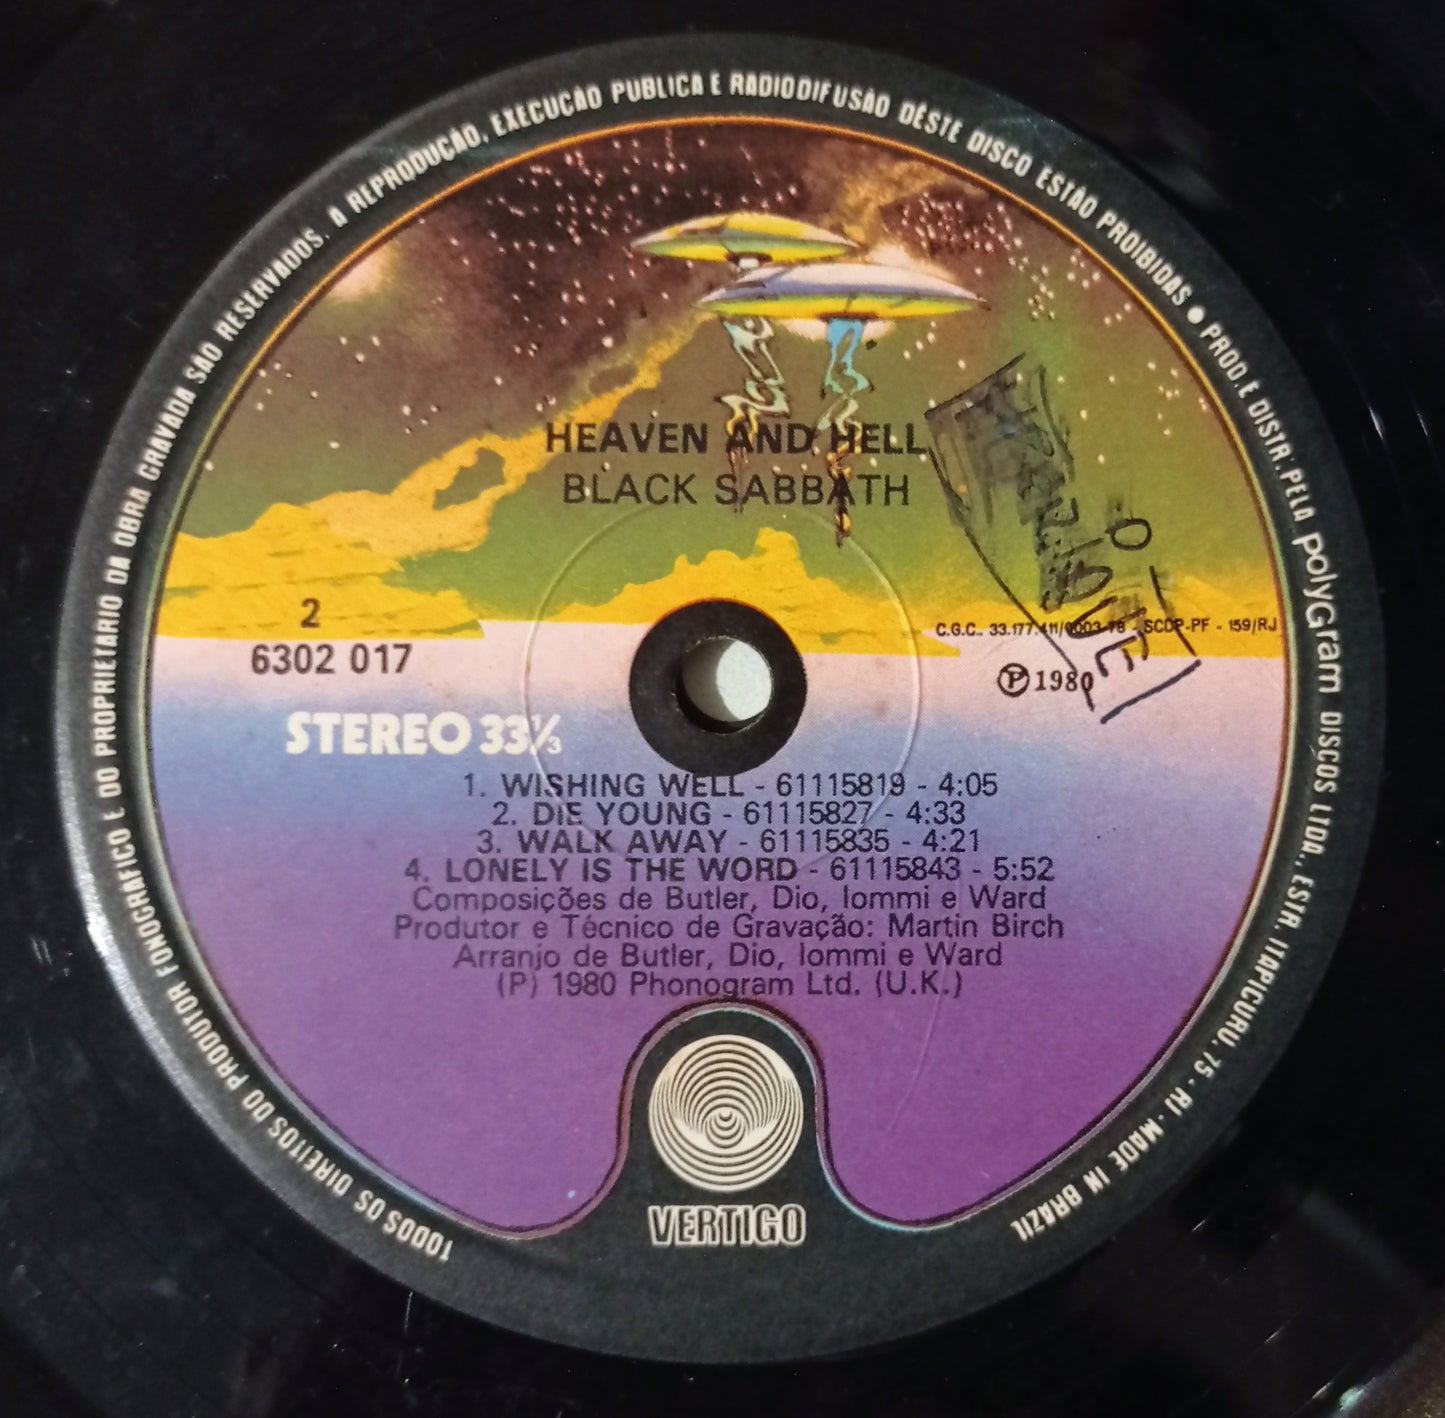 TODOS OS DIREITOS DO PRODUTOR FONOGRÁFICO E DO PROPRIETÁRIO DA OBRA GRAVADA SÃO RESERVADOS. A REPRODUÇÃO, EXECUÇÃO PÚBLICA E RADIODIFUSÃO DÊSTE DISCO ESTÃO PROIBIDAS ● PROD. E DISTR. PELA PolyGram DISCOS LTDA., ESTR. ITAPICURU, 75 - RJ - MADE IN BRAZIL
HEAVEN AND HELL
BLACK SABBATH
2
6302 017
C.G.C. 33.177.411/0003-78 - SCDP-PF - 159/RJ
Ⓟ 1980
STEREO 33⅓
1. WISHING WELL - 61115819 - 4:05
2. DIE YOUNG - 61115827 - 4:33
3. WALK AWAY - 61115835 - 4:21
4. LONELY IS THE WORD - 61115843 - 5:52
Composições de Butler, Dio, Iommi e Ward
Produtor e Técnico de Gravação: Martin Birch
Arranjo de Butler, Dio, Iommi e Ward
(P) 1980 Phonogram Ltd. (U.K.)
VERTIGO